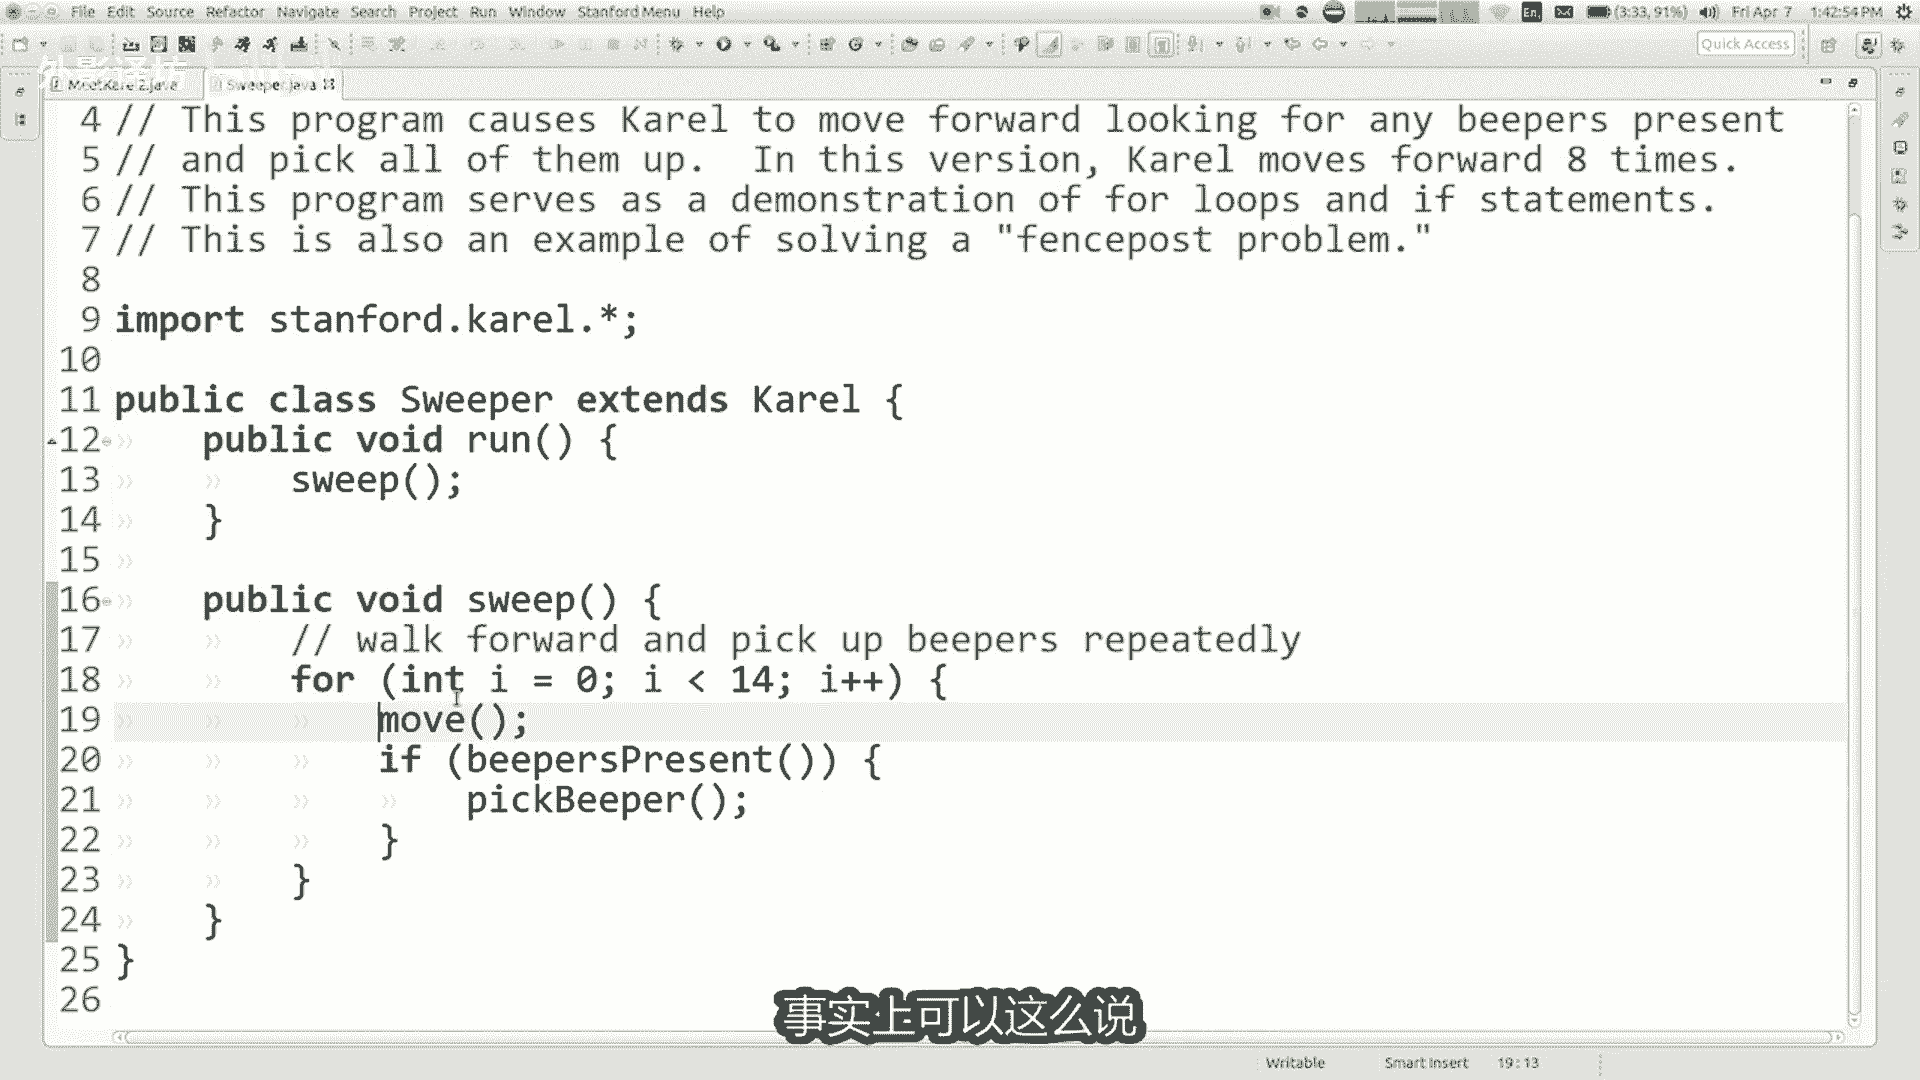 File Edit Source Refactor Navigate Search Project Run Window Stanford Menu Help
En (3:33, 91%) Fri Apr 7 1:42:54 PM
Quick Access
MeetKarel2.java Sweeper.java
4 // This program causes Karel to move forward looking for any beepers present
5 // and pick all of them up.  In this version, Karel moves forward 8 times.
6 // This program serves as a demonstration of for loops and if statements.
7 // This is also an example of solving a "fencepost problem."
8
9 import stanford.karel.*;
10
11 public class Sweeper extends Karel {
12 public void run() {
13 sweep();
14 }
15
16 public void sweep() {
17 // walk forward and pick up beepers repeatedly
18 for (int i = 0; i < 14; i++) {
19 move();
20 if (beepersPresent()) {
21 pickBeeper();
22 }
23 }
24 }
25 }
26
事实上可以这么说
Writable Smart Insert 19:13